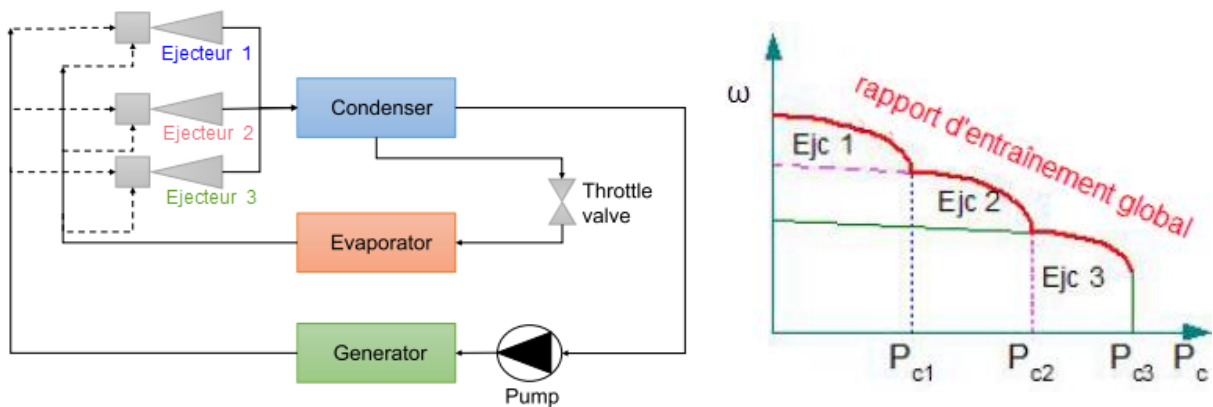 Ejecteur 1
Ejecteur 2
Ejecteur 3
Condenser
Throttle
valve
Evaporator
Generator
Pump
ω
rapport d'entraînement global
Ejc 1
Ejc 2
Ejc 3
Pc1
Pc2
Pc3
Pc